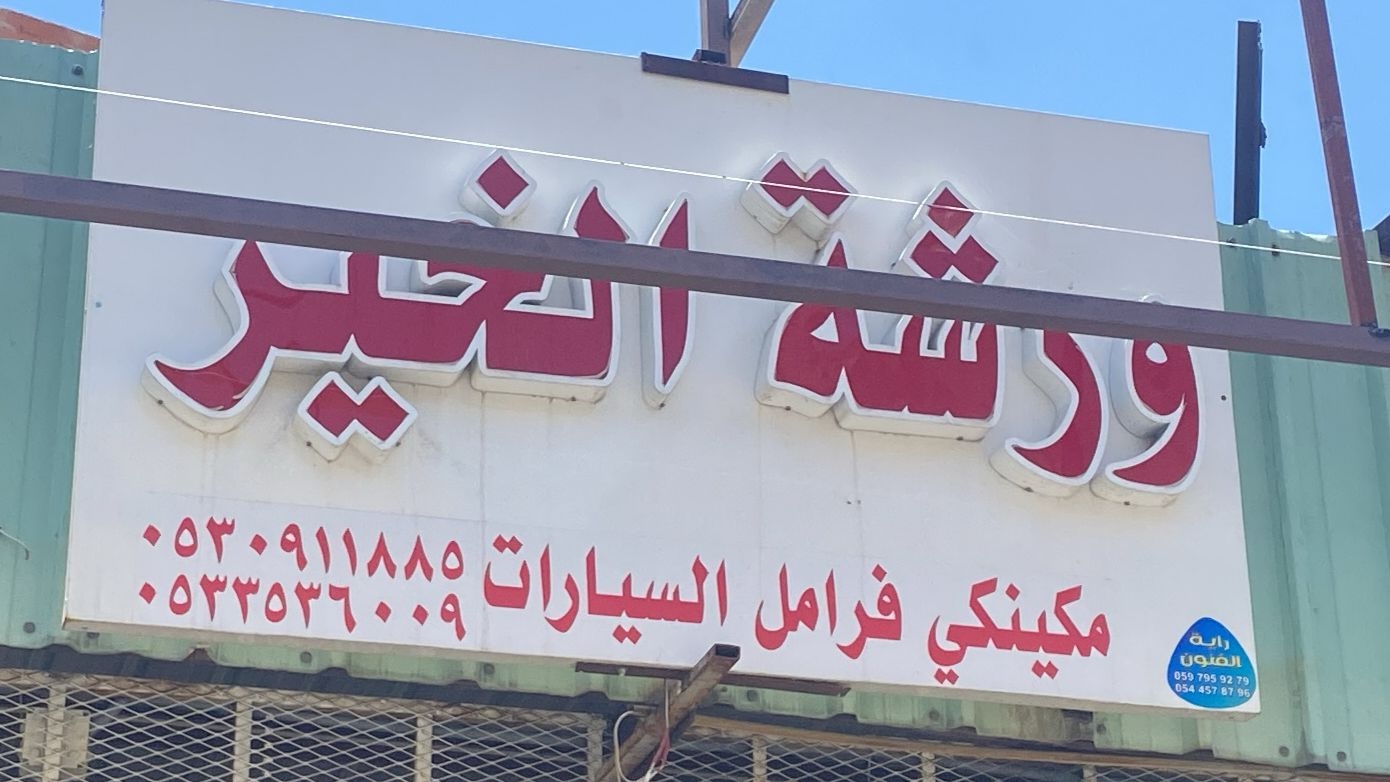 ورشة الخير
مكينكي فرامل السيارات
٠٥٣٠٩١١٨٨٥
٠٥٣٣٥٣٦٠٠٩
راية
الفنون
059 795 92 79
054 457 87 96